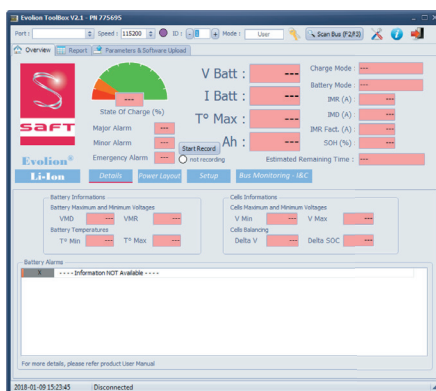 Evolion ToolBox V2.1 - PN 775695
Port : Speed : 115200 ID : - 1 + Mode : User Scan Bus (F2/F3)
Overview Report Parameters & Software Upload
V Batt : --- Charge Mode : ---
Battery Mode : ---
I Batt : --- IMR (A) : ---
--- IMD (A) : ---
State Of Charge (%) T° Max : --- IMR Fact. (A) : ---
SAFT Major Alarm --- SOH (%) : ---
Minor Alarm --- Start Record Ah : ---
Evolion® Emergency Alarm --- not recording Estimated Remaining Time : ---
Li-Ion Details Power Layout Setup Bus Monitoring - I&C
Battery Informations
Battery Maximum and Minimum Voltages
VMD --- VMR ---
Battery Temperatures
T° Min --- T° Max ---
Cells Informations
Cells Maximum and Minimum Voltages
V Min --- V Max ---
Cells Balancing
Delta V --- Delta SOC ---
Battery Alarms
X - - - - Information NOT Available - - - -
For more details, please refer product User Manual
2018-01-09 15:23:45 Disconnected